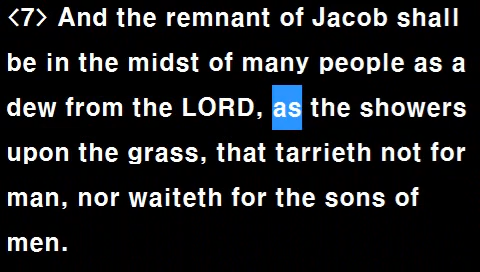 <7> And the remnant of Jacob shall
be in the midst of many people as a
dew from the LORD, as the showers
upon the grass, that tarrieth not for
man, nor waiteth for the sons of
men.